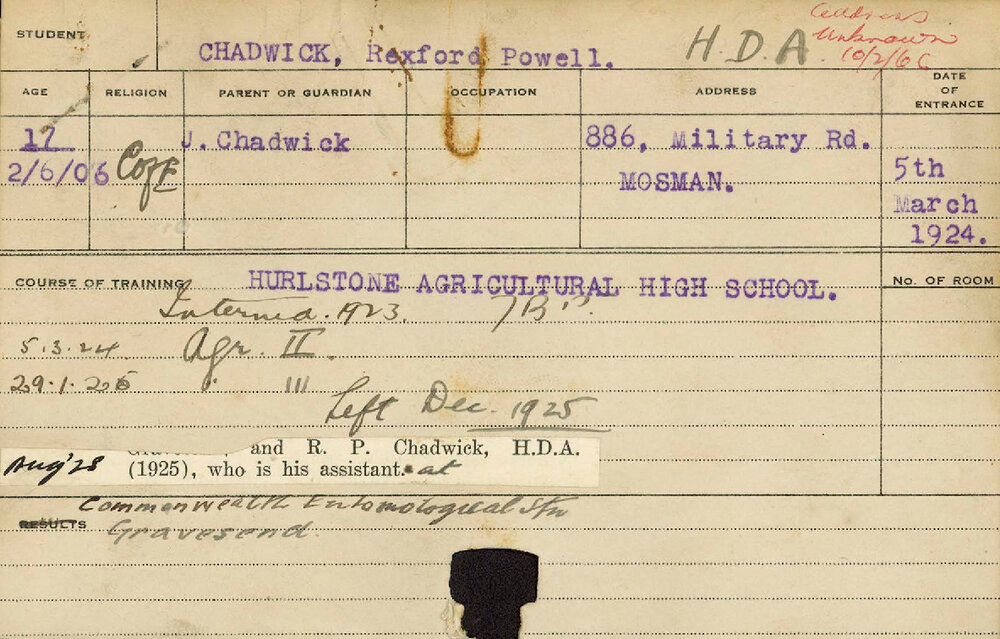 STUDENT
CHADWICK, Rexford Powell.
H.D.A.
Address
Unknown
10/2/66
AGE
RELIGION
PARENT OR GUARDIAN
OCCUPATION
ADDRESS
DATE
OF
ENTRANCE
17
2/6/06
CofE
J. Chadwick
886, Military Rd.
MOSMAN.
5th
March
1924.
COURSE OF TRAINING
HURLSTONE AGRICULTURAL HIGH SCHOOL.
No. OF ROOM
Intermed. 1923.
5.3.24. Agr. II.
29.1.25 III
Left Dec. 1925
and R. P. Chadwick, H.D.A.
Aug '28 (1925), who is his assistant. at
Commonwealth Entomological Stn
RESULTS
Gravesend.